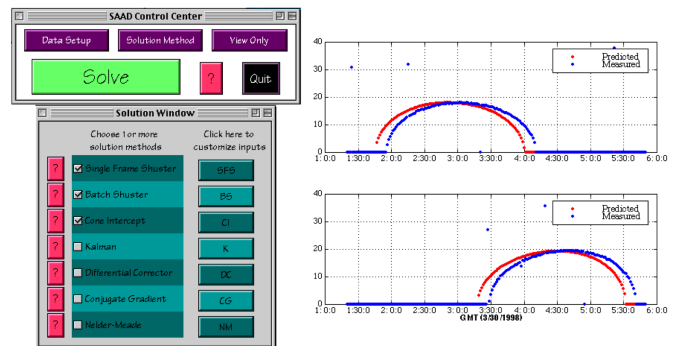 SAAD Control Center
Data Setup
Solution Method
View Only
Solve
?
Quit
Solution Window
Choose 1 or more
solution methods
Click here to
customize inputs
? Single Frame Shuster SFS
? Batch Shuster BS
? Cone Intercept CI
? Kalman K
? Differential Corrector DC
? Conjugate Gradient CG
? Nelder-Meade NM
40
30
20
10
0
Predicted
Measured
1:0:0 1:30:0 2:0:0 2:30:0 3:0:0 3:30:0 4:0:0 4:30:0 5:0:0 5:30:0 6:0:0
40
30
20
10
0
Predicted
Measured
1:0:0 1:30:0 2:0:0 2:30:0 3:0:0 3:30:0 4:0:0 4:30:0 5:0:0 5:30:0 6:0:0
GMT (3/30/1998)